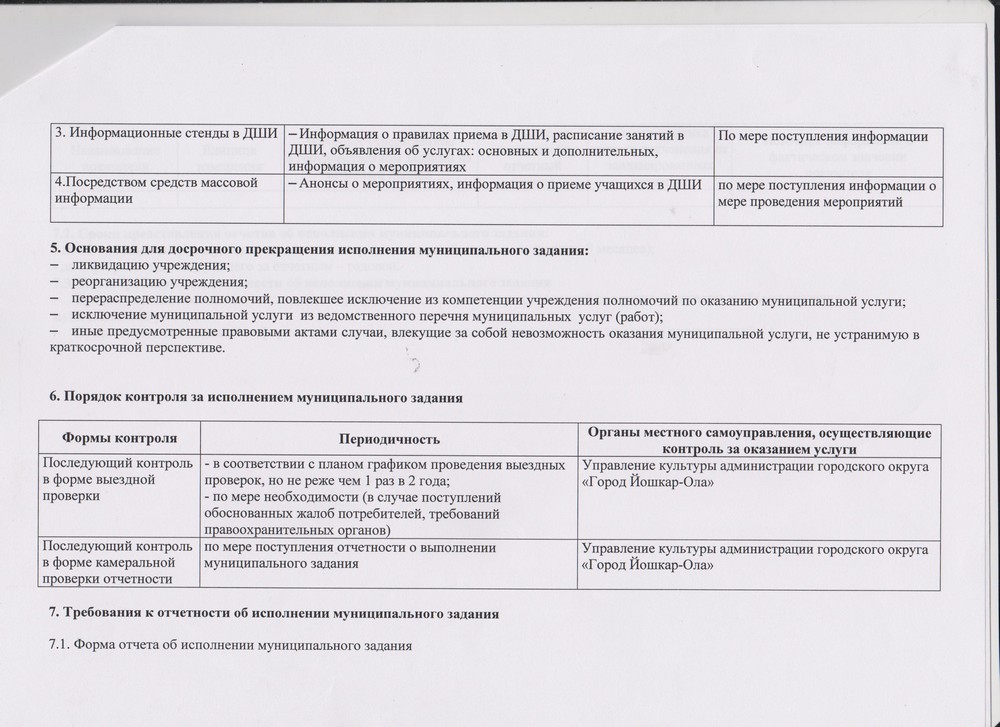 3. Информационные стенды в ДШИ
– Информация о правилах приема в ДШИ, расписание занятий в
ДШИ, объявления об услугах: основных и дополнительных,
информация о мероприятиях
По мере поступления информации
4.Посредством средств массовой
информации
– Анонсы о мероприятиях, информация о приеме учащихся в ДШИ
по мере поступления информации о
мере проведения мероприятий
5. Основания для досрочного прекращения исполнения муниципального задания:
– ликвидацию учреждения;
– реорганизацию учреждения;
– перераспределение полномочий, повлекшее исключение из компетенции учреждения полномочий по оказанию муниципальной услуги;
– исключение муниципальной услуги из ведомственного перечня муниципальных услуг (работ);
– иные предусмотренные правовыми актами случаи, влекущие за собой невозможность оказания муниципальной услуги, не устранимую в
краткосрочной перспективе.
6. Порядок контроля за исполнением муниципального задания
Формы контроля
Периодичность
Органы местного самоуправления, осуществляющие
контроль за оказанием услуги
Последующий контроль
в форме выездной
проверки
- в соответствии с планом графиком проведения выездных
проверок, но не реже чем 1 раз в 2 года;
- по мере необходимости (в случае поступлений
обоснованных жалоб потребителей, требований
правоохранительных органов)
Управление культуры администрации городского округа
«Город Йошкар-Ола»
Последующий контроль
в форме камеральной
проверки отчетности
по мере поступления отчетности о выполнении
муниципального задания
Управление культуры администрации городского округа
«Город Йошкар-Ола»
7. Требования к отчетности об исполнении муниципального задания
7.1. Форма отчета об исполнении муниципального задания